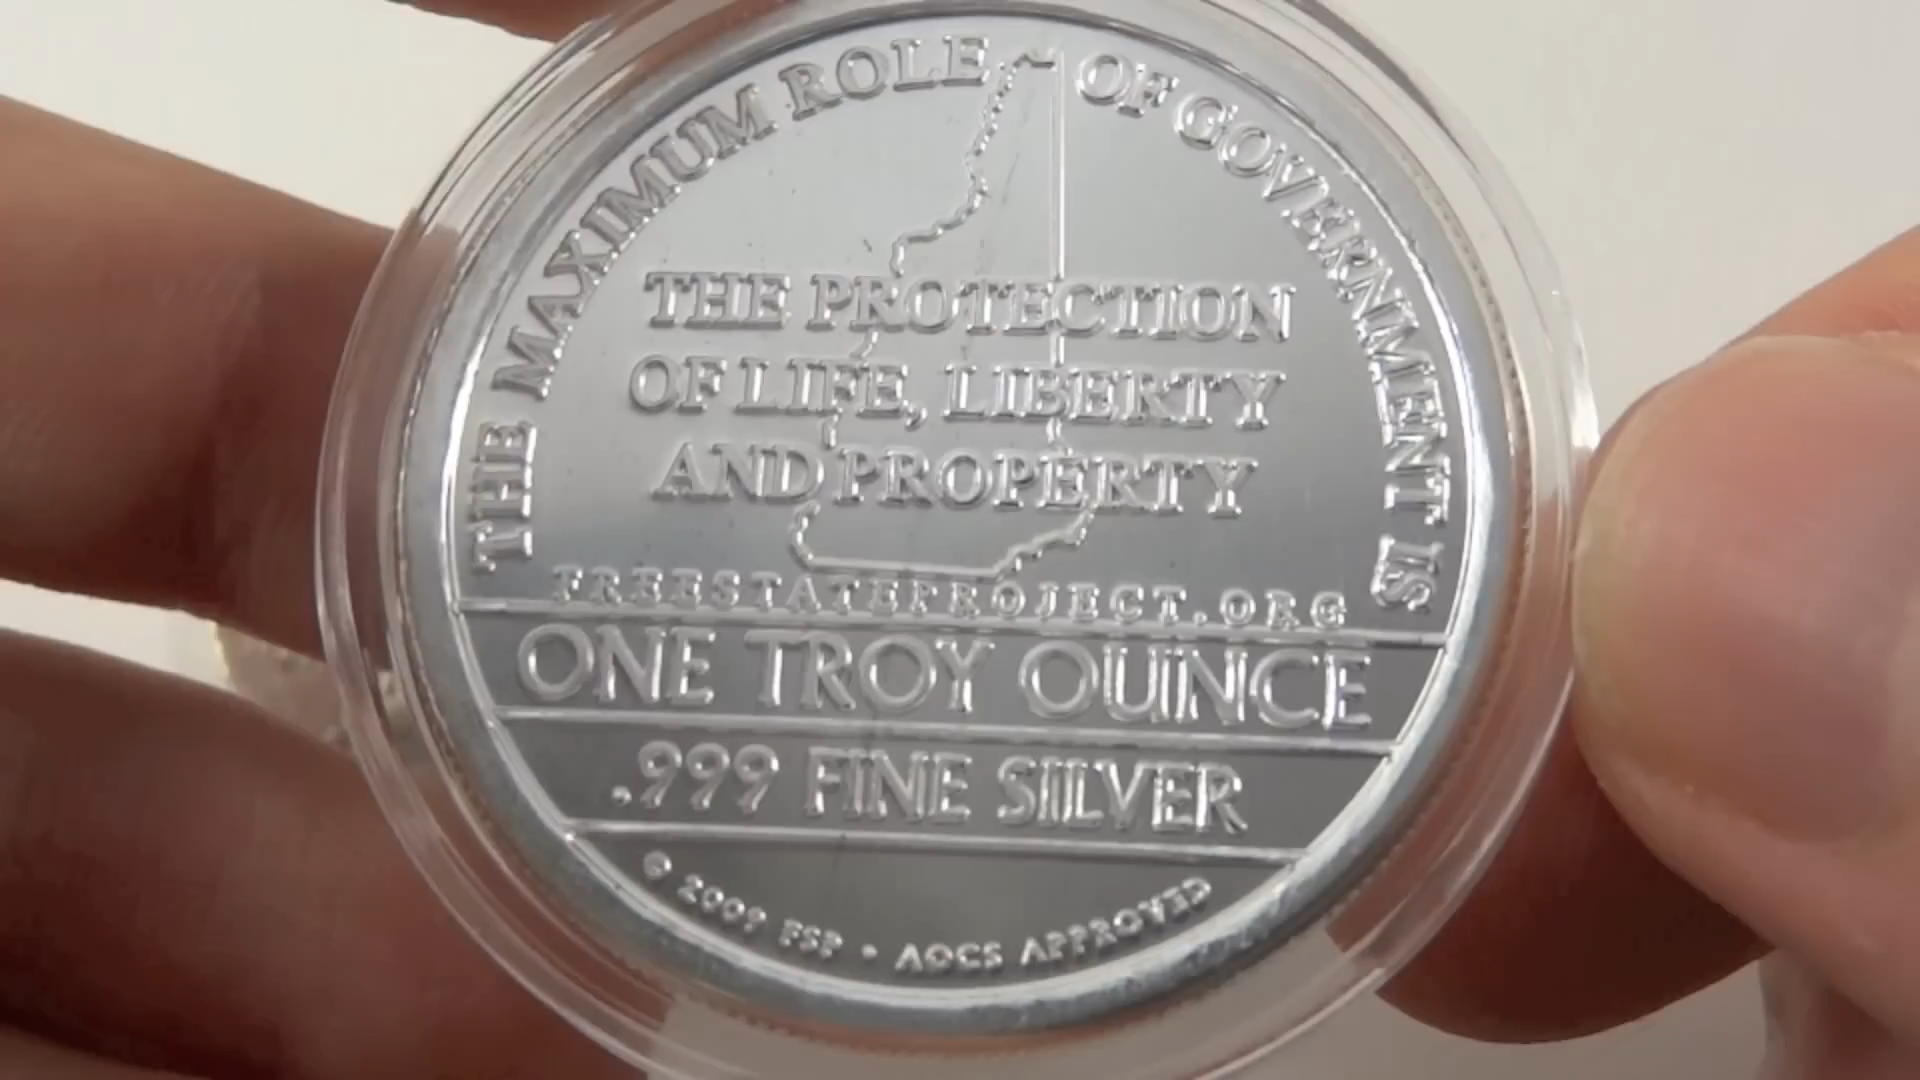 THE MAXIMUM ROLE OF GOVERNMENT IS
THE PROTECTION
OF LIFE, LIBERTY
AND PROPERTY
FREESTATEPROJECT.ORG
ONE TROY OUNCE
.999 FINE SILVER
© 2009 FSP • AOCS APPROVED